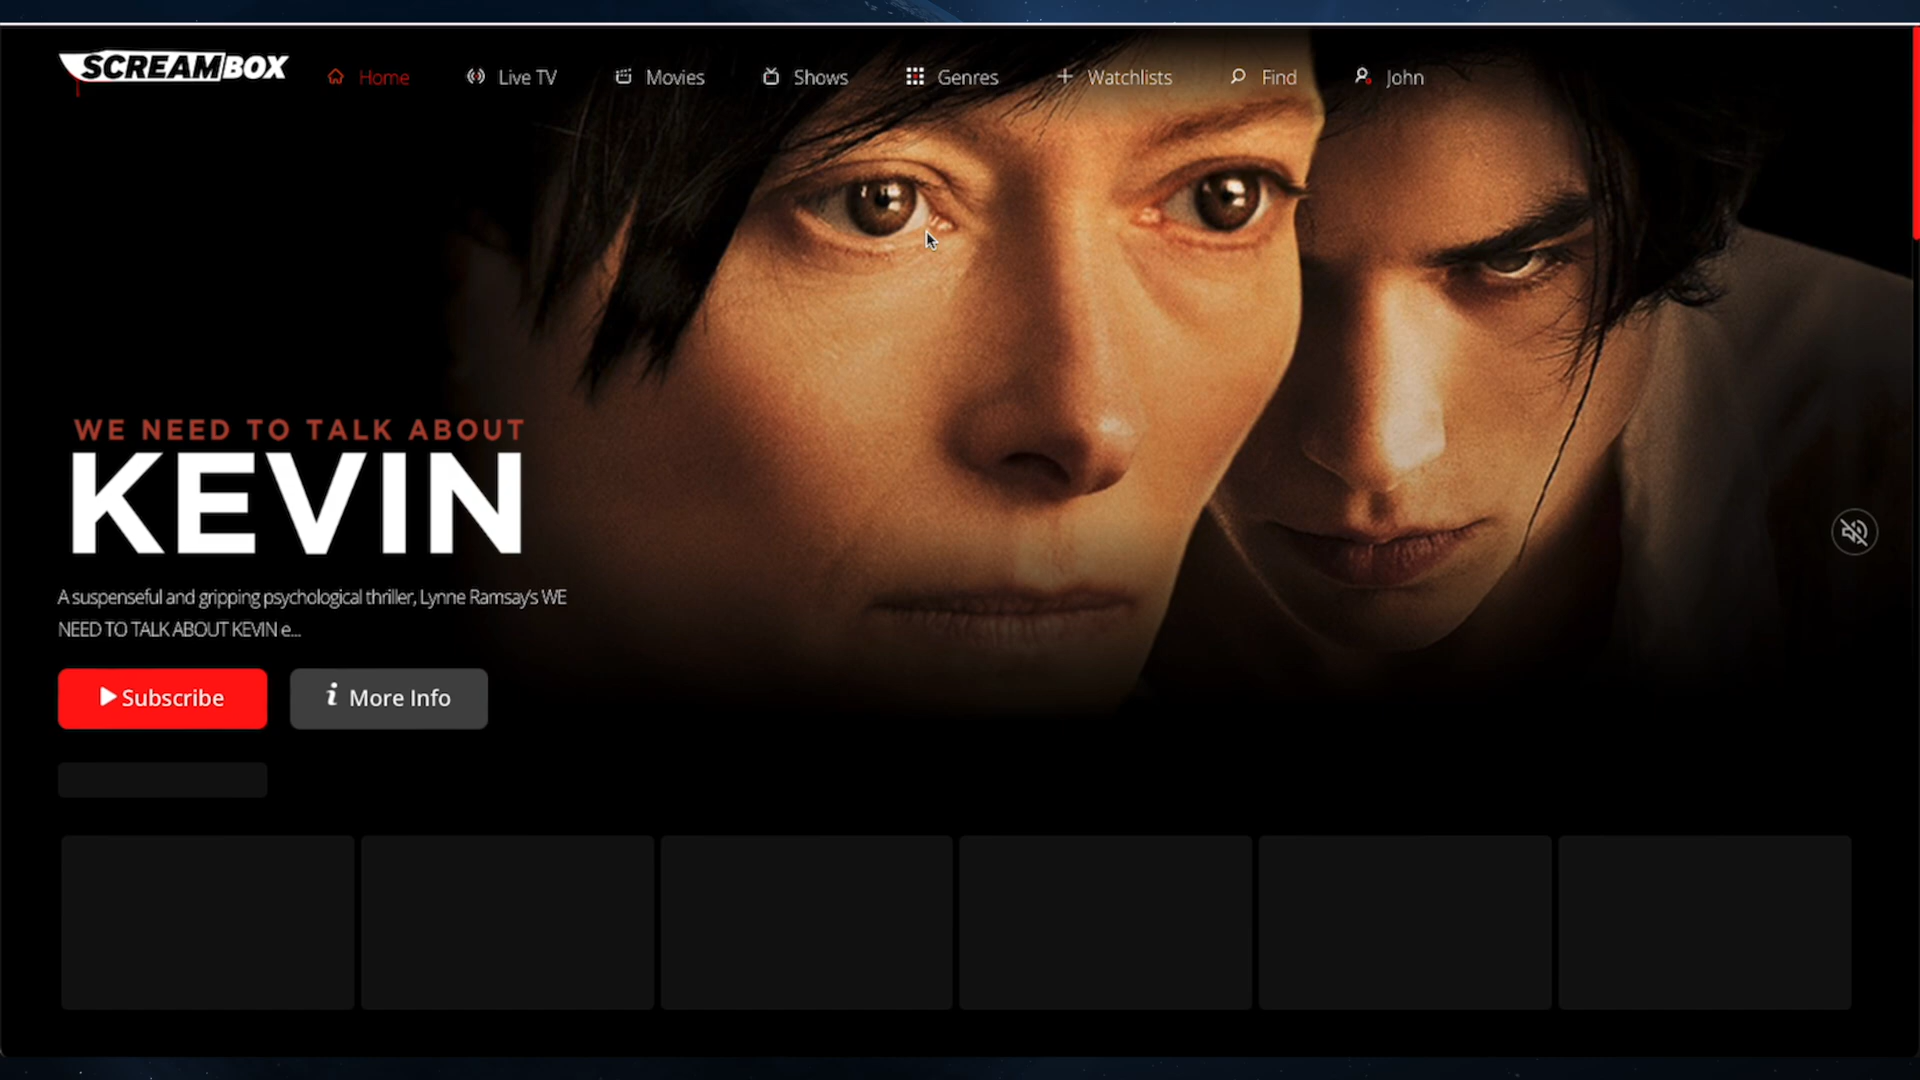 SCREAMBOX
Home
Live TV
Movies
Shows
Genres
Watchlists
Find
John
WE NEED TO TALK ABOUT
KEVIN
A suspenseful and gripping psychological thriller, Lynne Ramsay's WE
NEED TO TALK ABOUT KEVIN e...
Subscribe
More Info